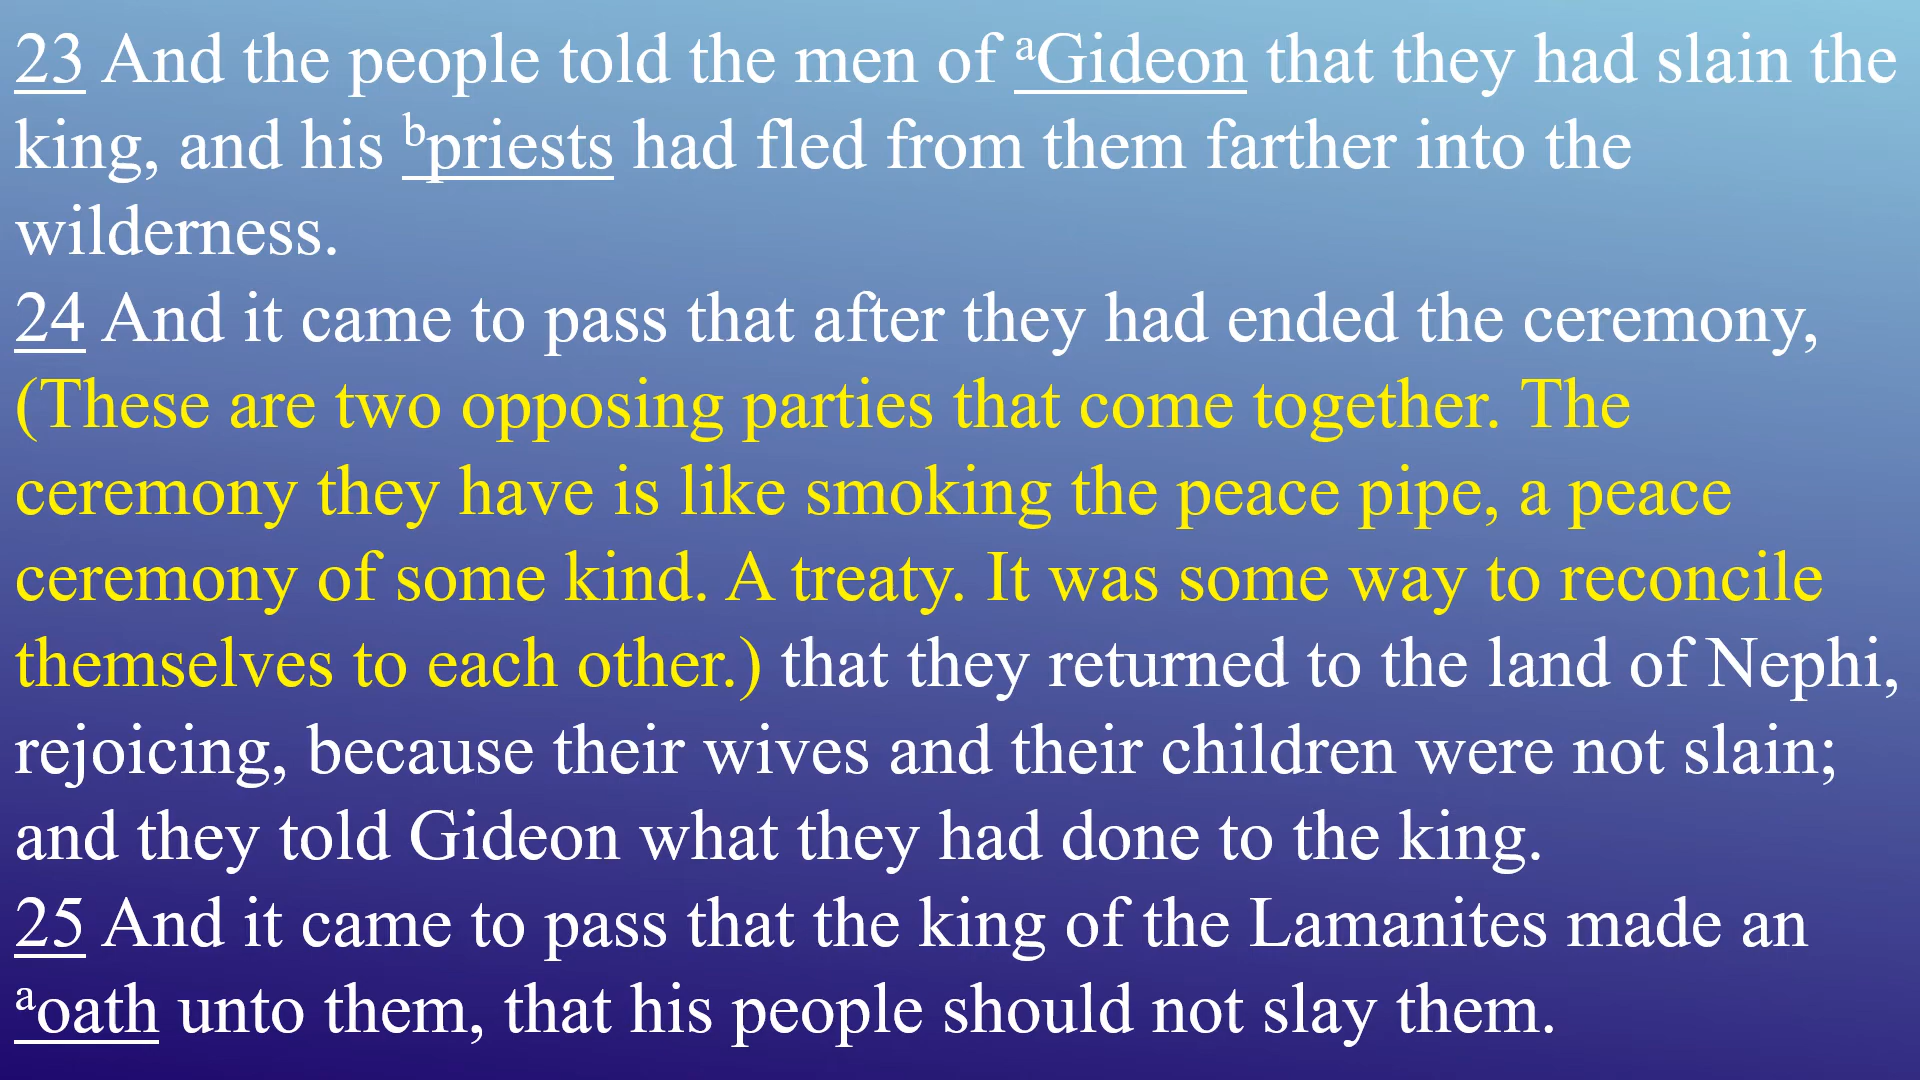 23 And the people told the men of aGideon that they had slain the
king, and his bpriests had fled from them farther into the
wilderness.
24 And it came to pass that after they had ended the ceremony,
(These are two opposing parties that come together. The
ceremony they have is like smoking the peace pipe, a peace
ceremony of some kind. A treaty. It was some way to reconcile
themselves to each other.) that they returned to the land of Nephi,
rejoicing, because their wives and their children were not slain;
and they told Gideon what they had done to the king.
25 And it came to pass that the king of the Lamanites made an
aoath unto them, that his people should not slay them.